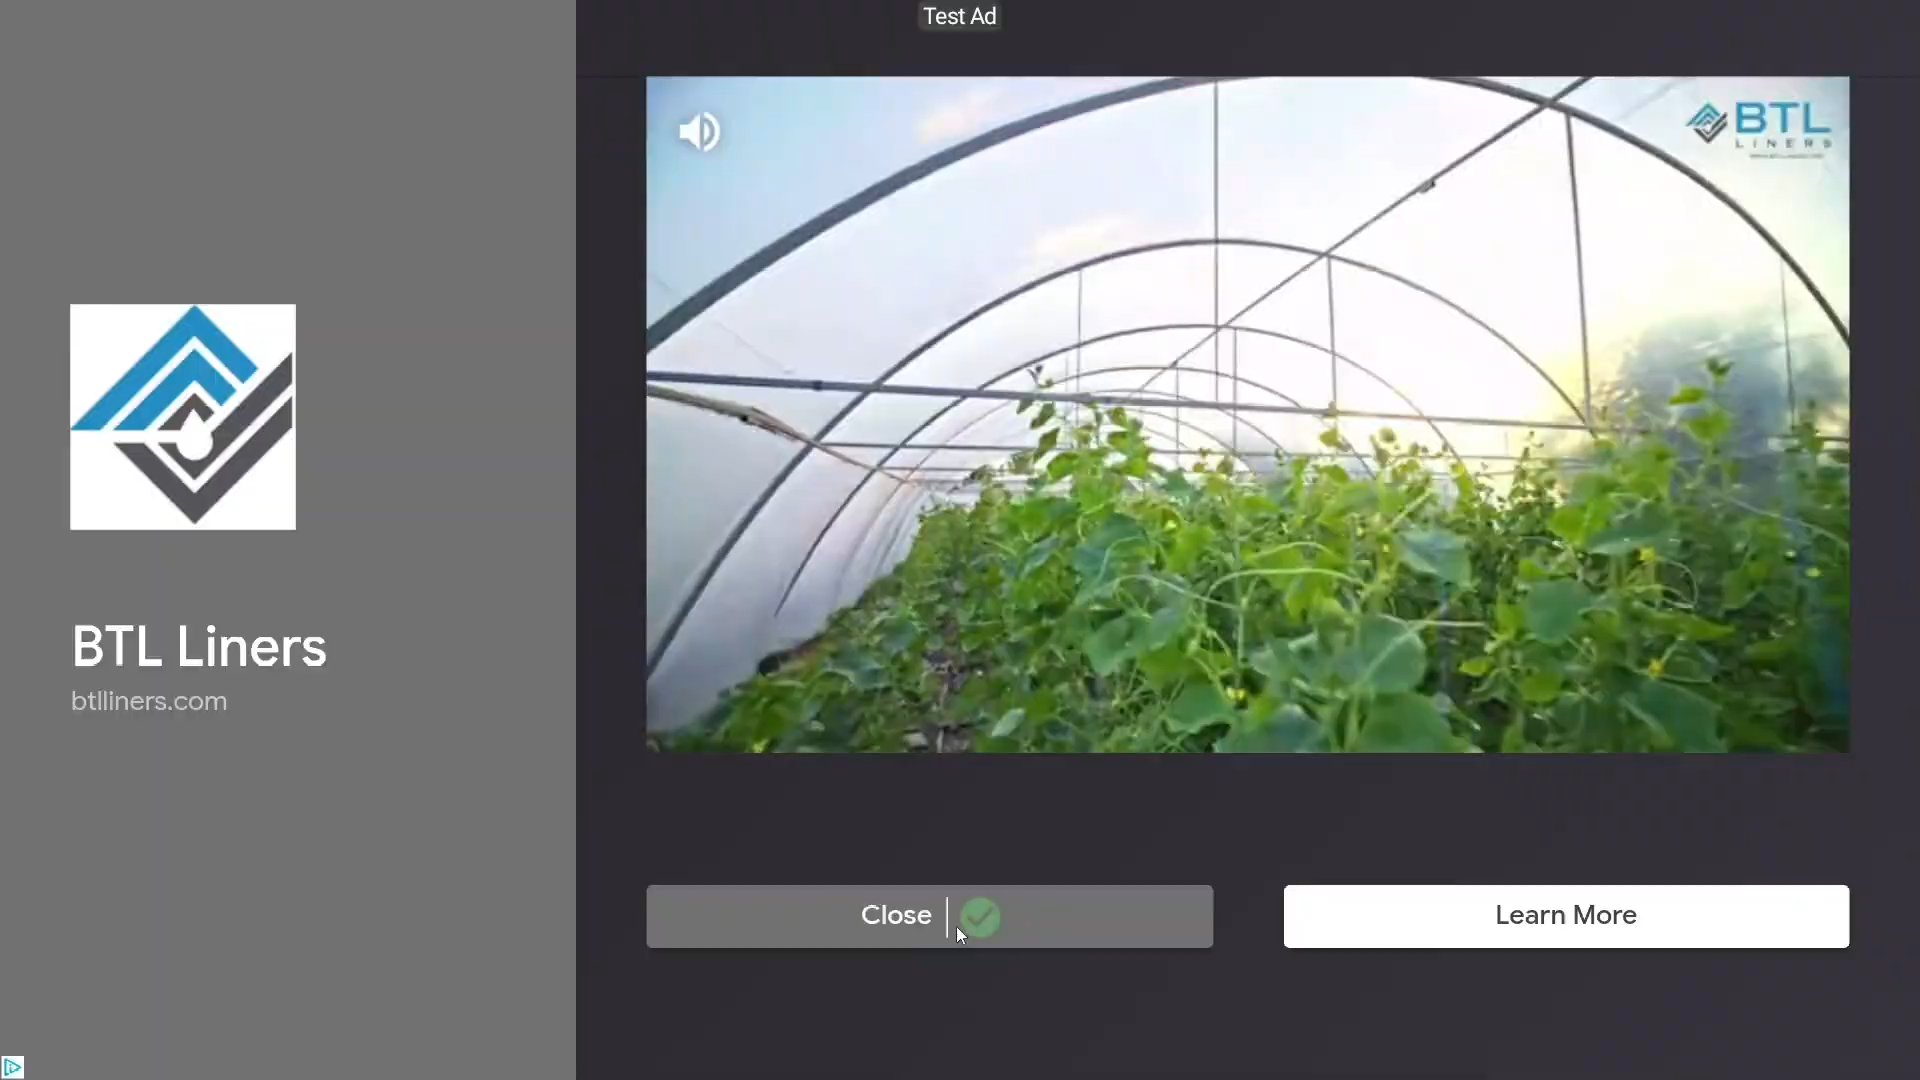 Test Ad
BTL
LINERS
BTL Liners
btlliners.com
Close
Learn More